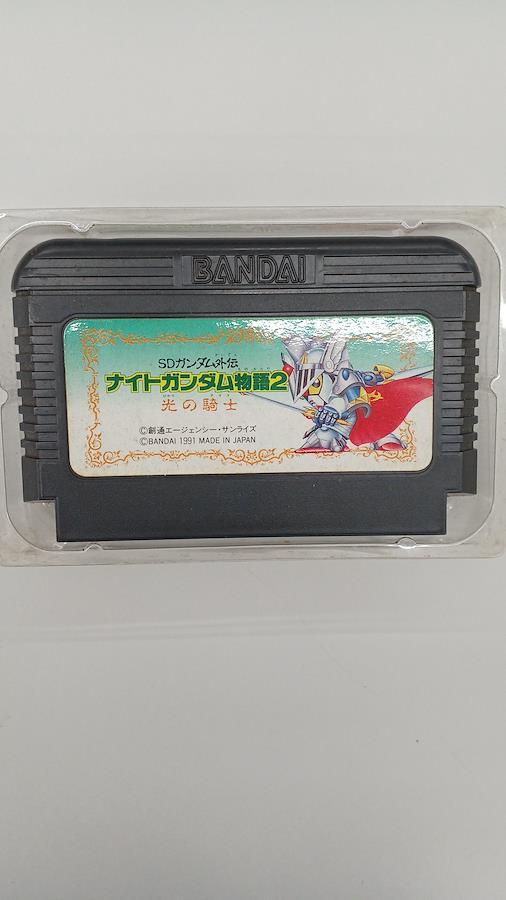 BANDAI
SDガンダム外伝
ナイトガンダム物語2
光の騎士
©創通エージェンシー・サンライズ
©BANDAI 1991 MADE IN JAPAN